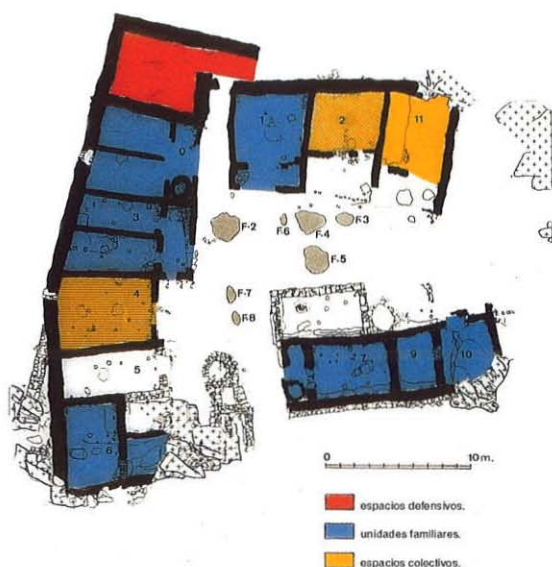 1
2
11
3
F-2
F-6
F-4
F-3
F-5
4
F-7
F-8
5
7
9
10
6
0 10 m.
espacios defensivos.
unidades familiares.
espacios colectivos.